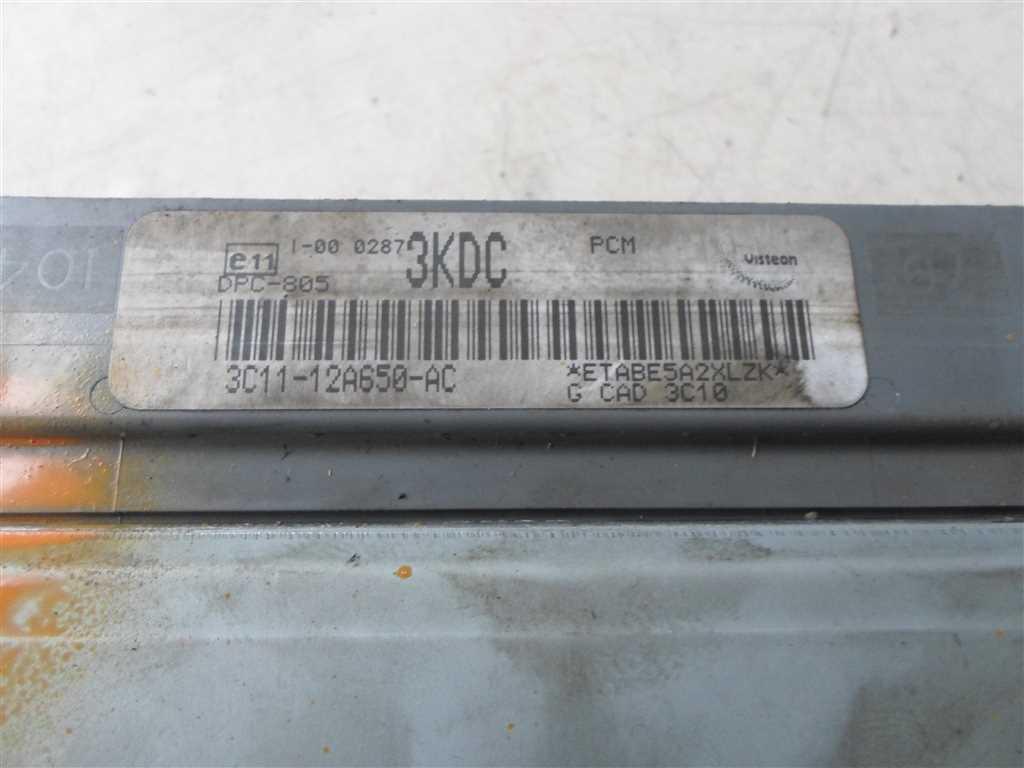 e11 I-00 0287 3KDC PCM Visteon
DPC-805
3C11-12A650-AC *ETABE5A2XLZK*
G CAD 3C10